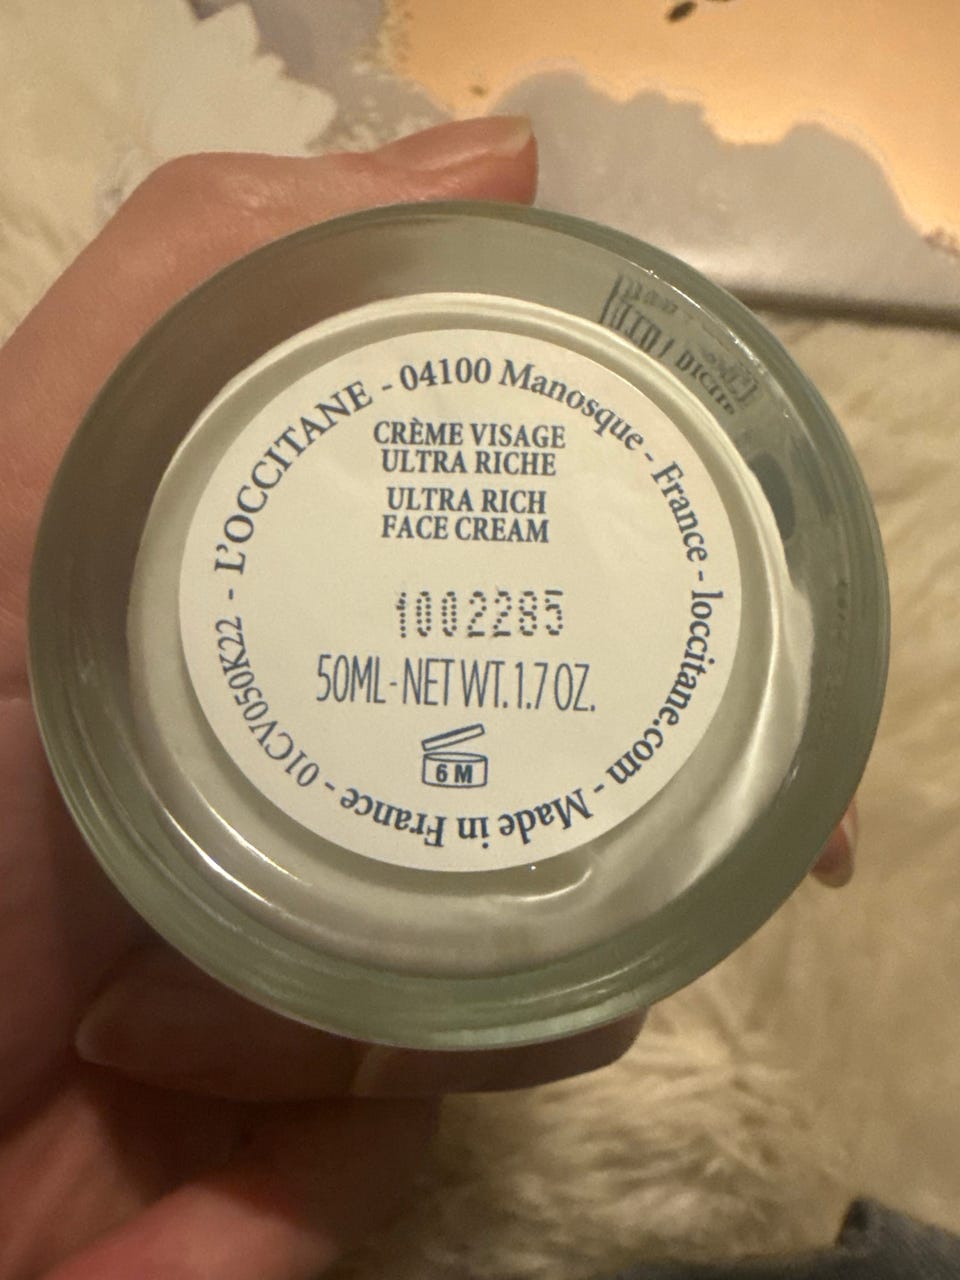 L'OCCITANE - 04100 Manosque - France - loccitane.com - Made in France - 01CV050K22 -
CRÈME VISAGE
ULTRA RICHE
ULTRA RICH
FACE CREAM
1002285
50ML-NET WT. 1.7 OZ.
6 M